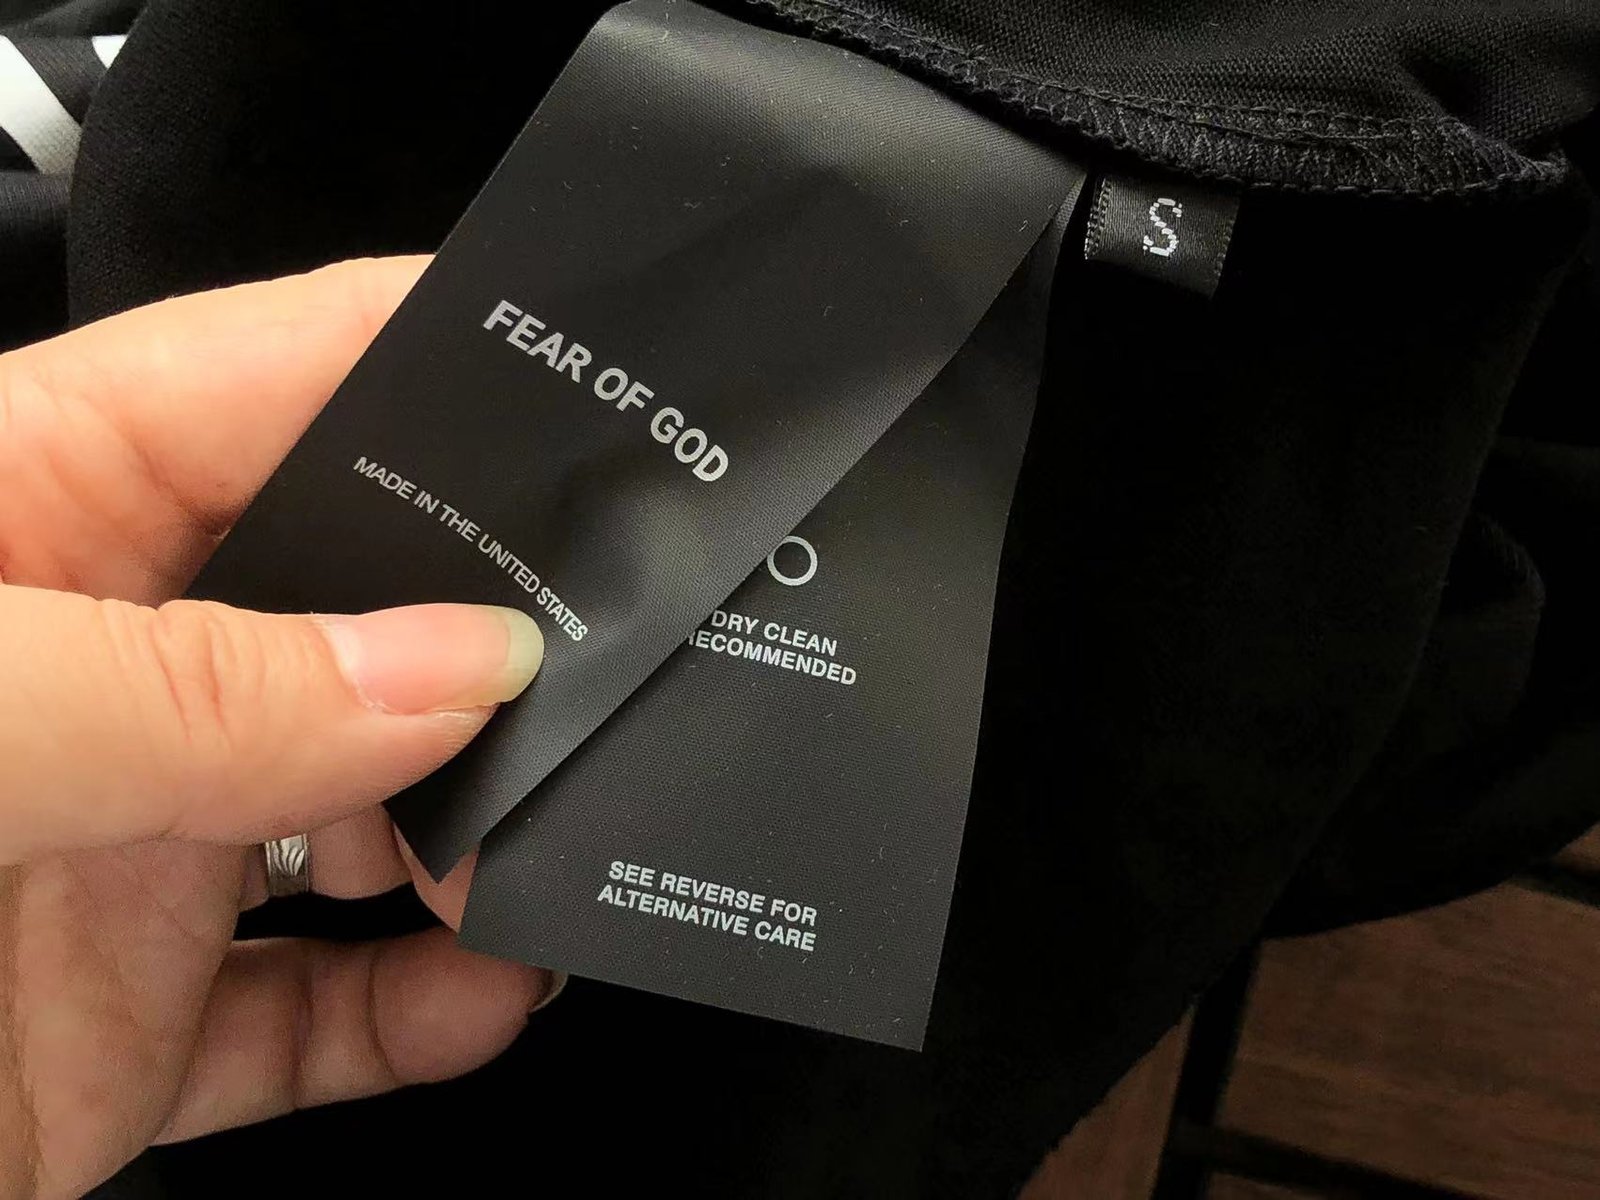 FEAR OF GOD
MADE IN THE UNITED STATES
S
DRY CLEAN
RECOMMENDED
SEE REVERSE FOR
ALTERNATIVE CARE